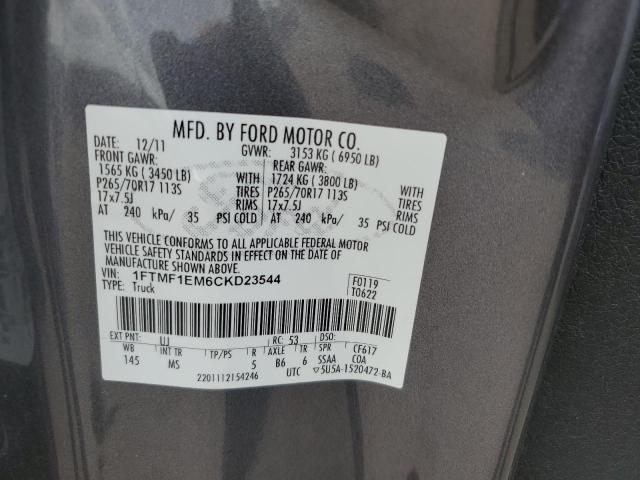 MFD. BY FORD MOTOR CO.
DATE: 12/11 GVWR: 3153 KG ( 6950 LB)
FRONT GAWR: REAR GAWR:
1565 KG ( 3450 LB) WITH 1724 KG ( 3800 LB) WITH
P265/70R17 113S TIRES P265/70R17 113S TIRES
17x7.5J RIMS 17x7.5J RIMS
AT 240 kPa/ 35 PSI COLD AT 240 kPa/ 35 PSI COLD
THIS VEHICLE CONFORMS TO ALL APPLICABLE FEDERAL MOTOR
VEHICLE SAFETY STANDARDS IN EFFECT ON THE DATE OF
MANUFACTURE SHOWN ABOVE.
VIN: 1FTMF1EM6CKD23544 F0119
TYPE: Truck T0622
EXT PNT: UJ RC: 53 DSO:
WB INT TR TP/PS R AXLE TR SPR CF617
145 MS 5 B6 6 SSAA COA
2201112154246 UTC 5U5A-1520472-BA